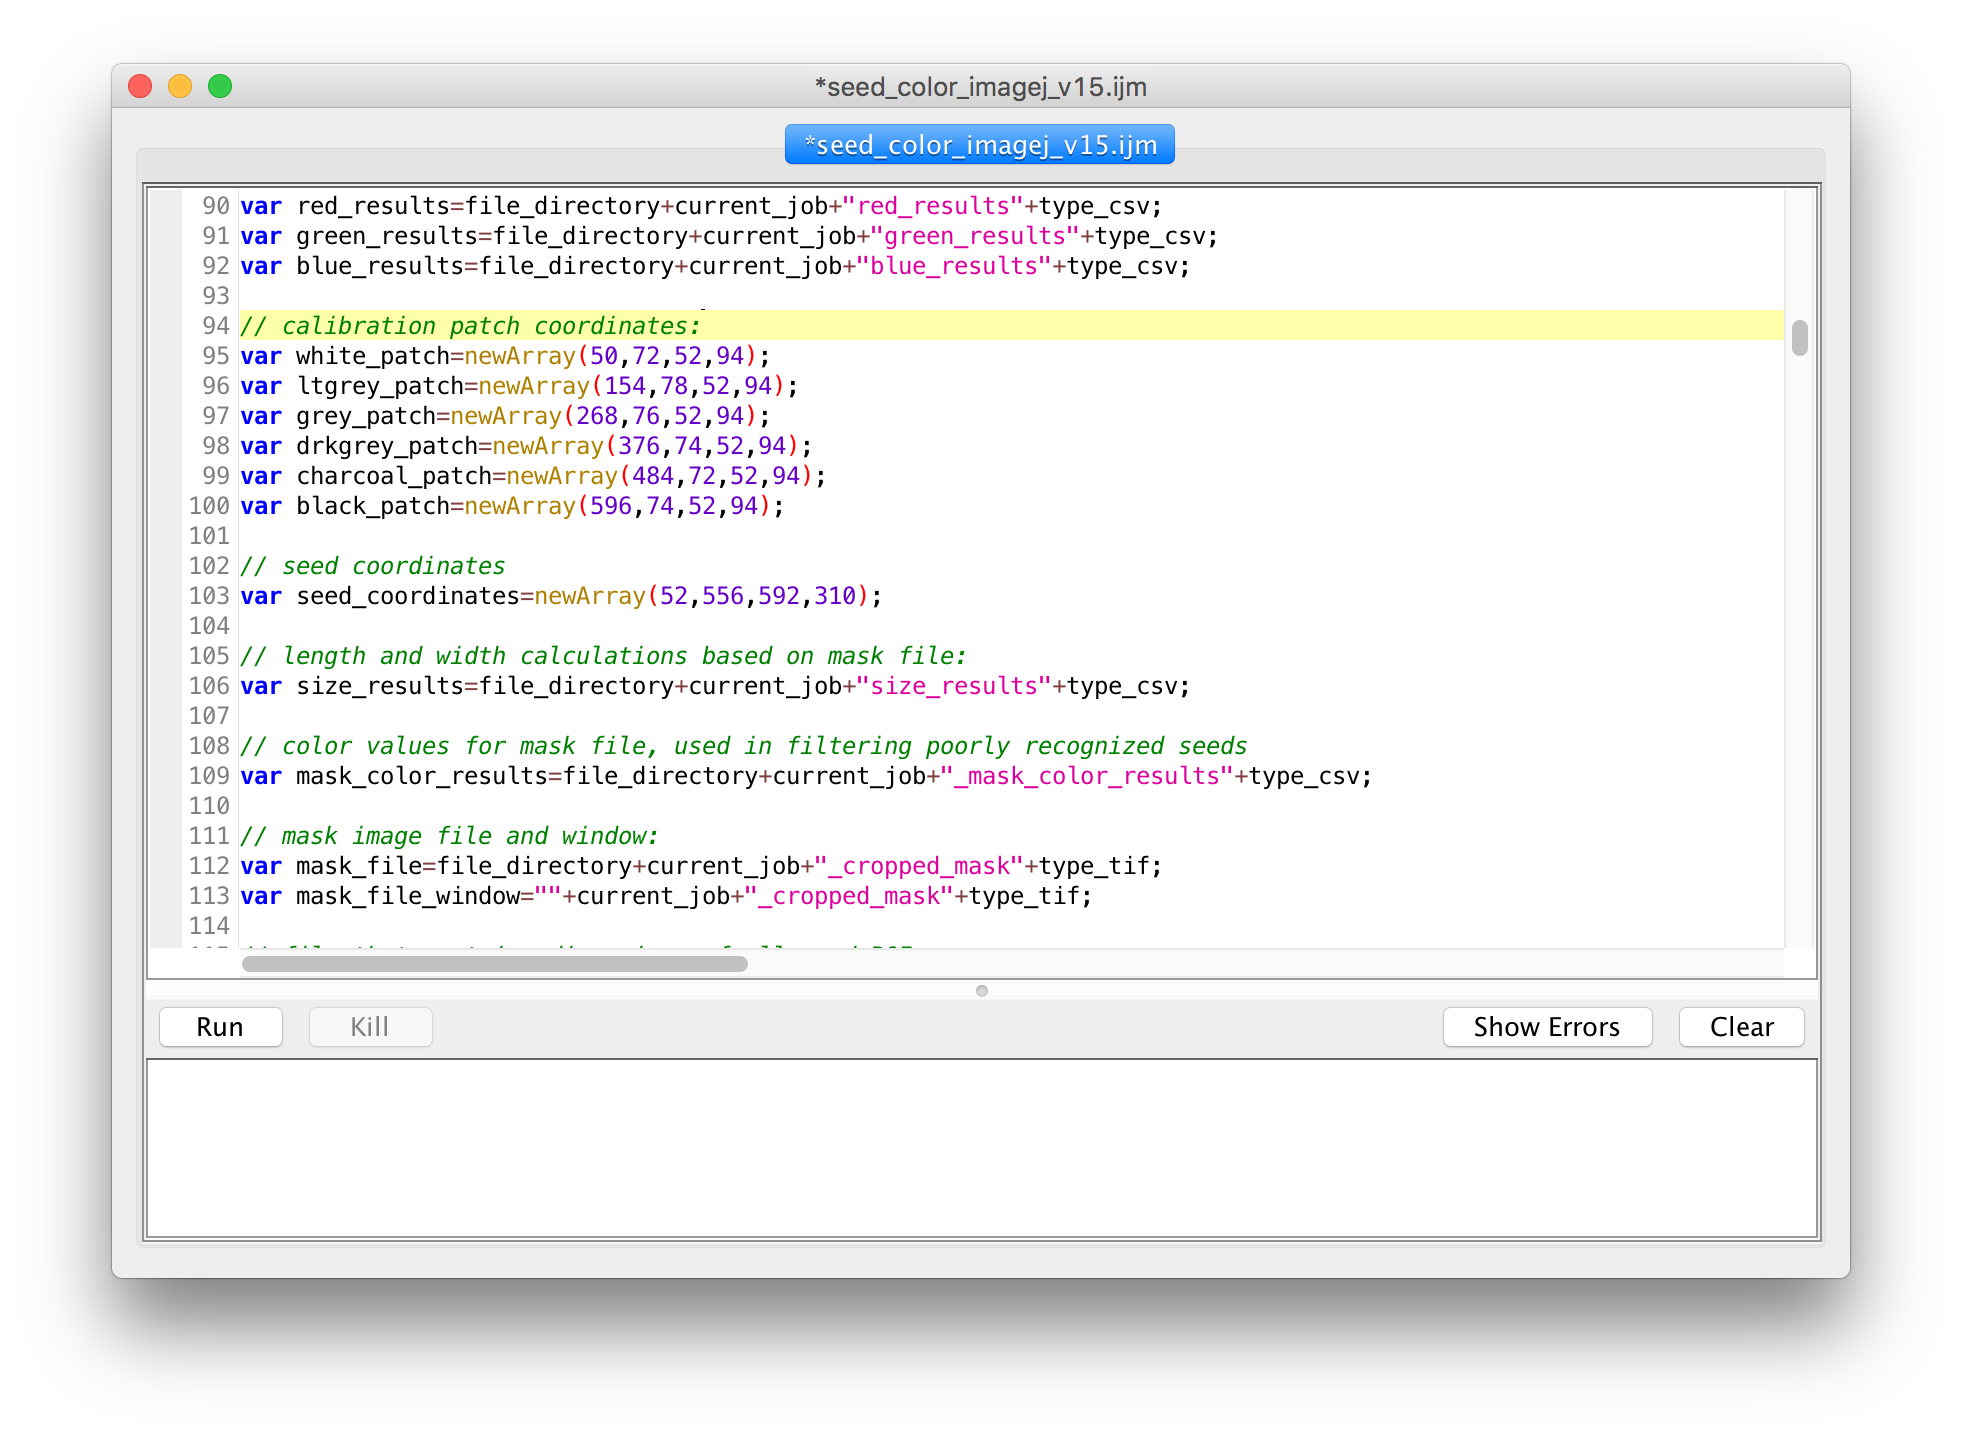 *seed_color_imagej_v15.ijm
*seed_color_imagej_v15.ijm
90 var red_results=file_directory+current_job+"red_results"+type_csv;
91 var green_results=file_directory+current_job+"green_results"+type_csv;
92 var blue_results=file_directory+current_job+"blue_results"+type_csv;
93
94 // calibration patch coordinates:
95 var white_patch=newArray(50,72,52,94);
96 var ltgrey_patch=newArray(154,78,52,94);
97 var grey_patch=newArray(268,76,52,94);
98 var drkgrey_patch=newArray(376,74,52,94);
99 var charcoal_patch=newArray(484,72,52,94);
100 var black_patch=newArray(596,74,52,94);
101
102 // seed coordinates
103 var seed_coordinates=newArray(52,556,592,310);
104
105 // length and width calculations based on mask file:
106 var size_results=file_directory+current_job+"size_results"+type_csv;
107
108 // color values for mask file, used in filtering poorly recognized seeds
109 var mask_color_results=file_directory+current_job+"_mask_color_results"+type_csv;
110
111 // mask image file and window:
112 var mask_file=file_directory+current_job+"_cropped_mask"+type_tif;
113 var mask_file_window=""+current_job+"_cropped_mask"+type_tif;
114
Run Kill Show Errors Clear